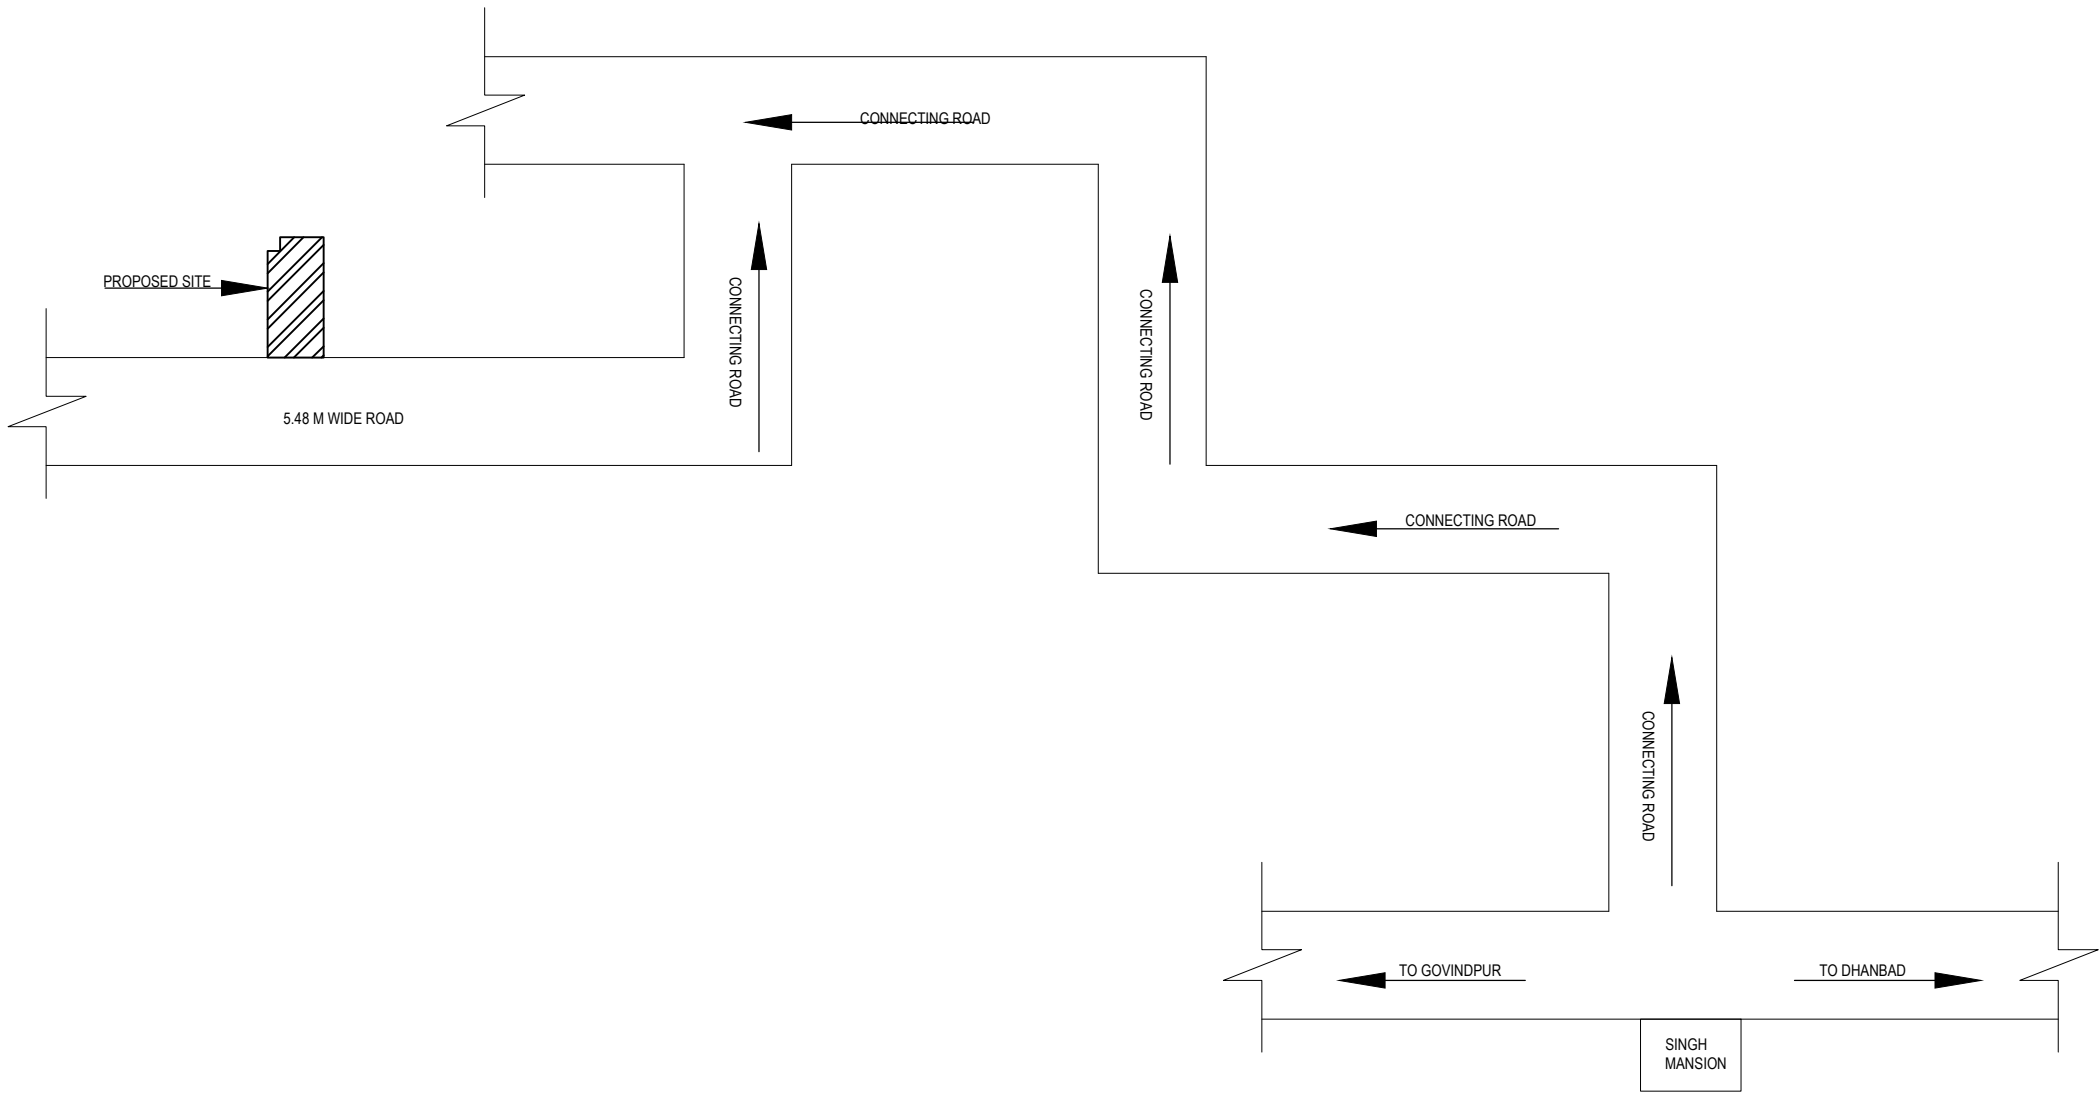 CONNECTING ROAD
PROPOSED SITE
CONNECTING ROAD
CONNECTING ROAD
5.48 M WIDE ROAD
CONNECTING ROAD
CONNECTING ROAD
TO GOVINDPUR
TO DHANBAD
SINGH
MANSION